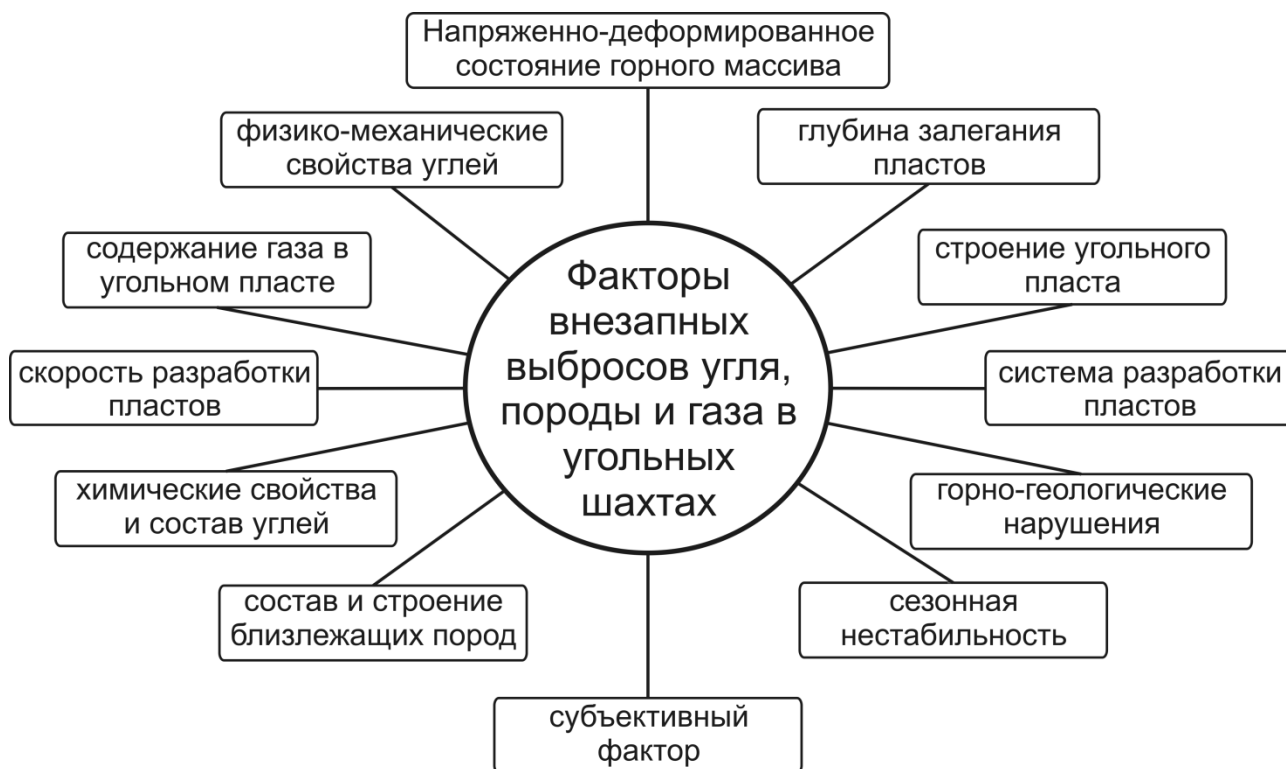 Напряженно-деформированное
состояние горного массива
физико-механические
свойства углей
глубина залегания
пластов
содержание газа в
угольном пласте
строение угольного
пласта
Факторы
внезапных
выбросов угля,
породы и газа в
угольных
шахтах
скорость разработки
пластов
система разработки
пластов
химические свойства
и состав углей
горно-геологические
нарушения
состав и строение
близлежащих пород
сезонная
нестабильность
субъективный
фактор